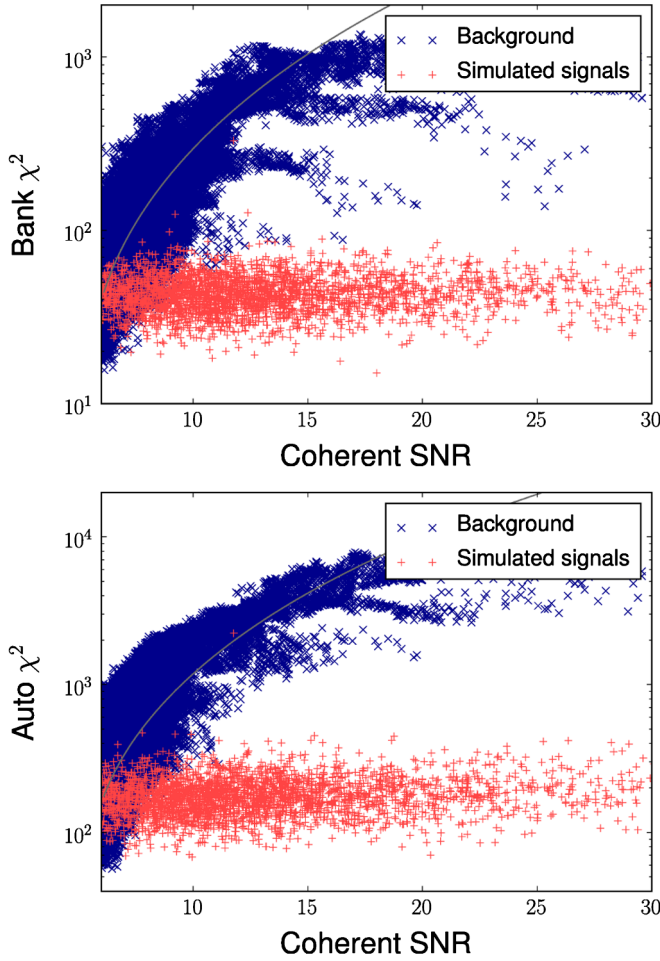 10³
10²
10¹
Bank χ²
Background
Simulated signals
10 15 20 25 30
Coherent SNR
10⁴
10³
10²
Auto χ²
Background
Simulated signals
10 15 20 25 30
Coherent SNR